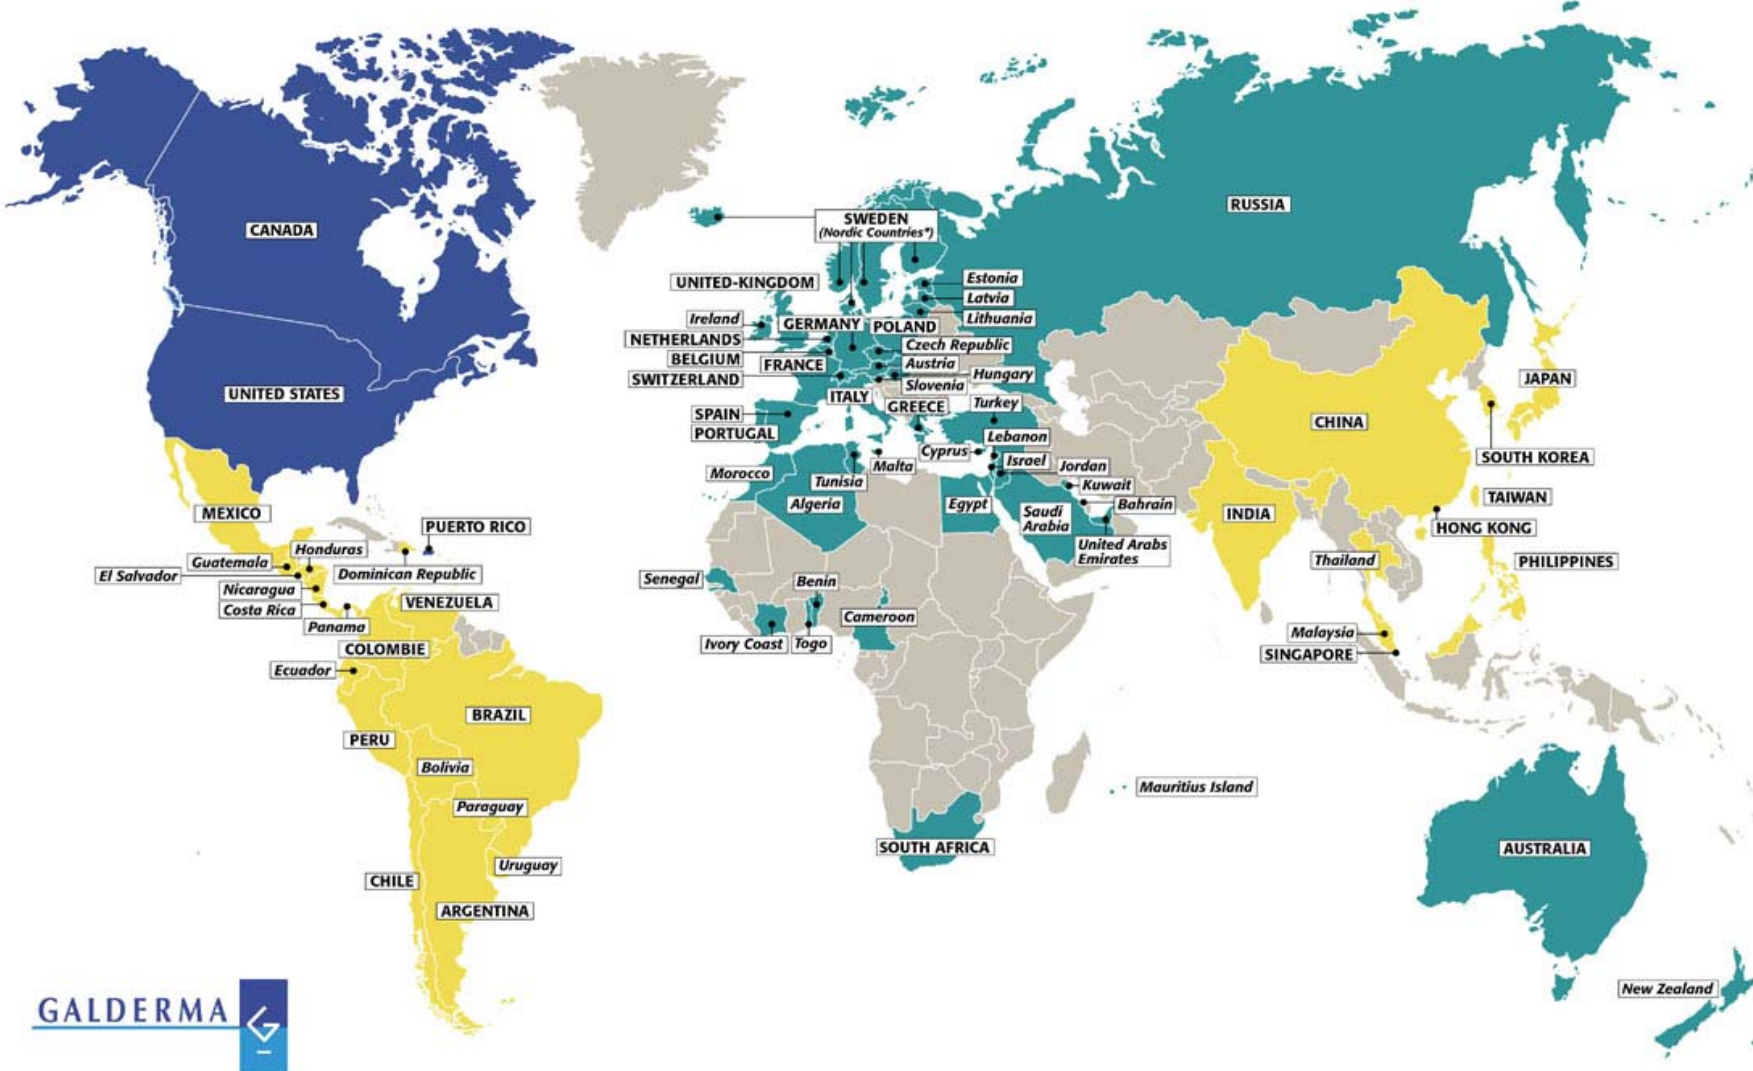 CANADA
UNITED STATES
MEXICO
PUERTO RICO
Honduras
Guatemala
El Salvador
Dominican Republic
Nicaragua
Costa Rica
Panama
VENEZUELA
COLOMBIE
Ecuador
BRAZIL
PERU
Bolivia
Paraguay
Uruguay
CHILE
ARGENTINA
SWEDEN
(Nordic Countries*)
UNITED-KINGDOM
Estonia
Latvia
Lithuania
Ireland
GERMANY
POLAND
NETHERLANDS
Czech Republic
BELGIUM
FRANCE
Austria
SWITZERLAND
Hungary
Slovenia
ITALY
GREECE
Turkey
SPAIN
PORTUGAL
Lebanon
Cyprus
Israel
Jordan
Malta
Morocco
Tunisia
Kuwait
Algeria
Egypt
Bahrain
Saudi
Arabia
United Arabs
Emirates
Senegal
Benin
Cameroon
Ivory Coast
Togo
SOUTH AFRICA
Mauritius Island
RUSSIA
JAPAN
CHINA
SOUTH KOREA
TAIWAN
INDIA
HONG KONG
Thailand
PHILIPPINES
Malaysia
SINGAPORE
AUSTRALIA
New Zealand
GALDERMA